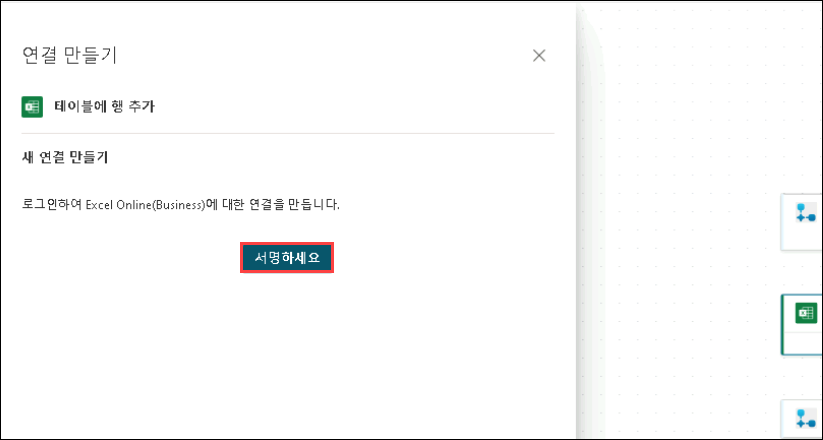 연결 만들기
테이블에 행 추가
새 연결 만들기
로그인하여 Excel Online(Business)에 대한 연결을 만듭니다.
서명하세요